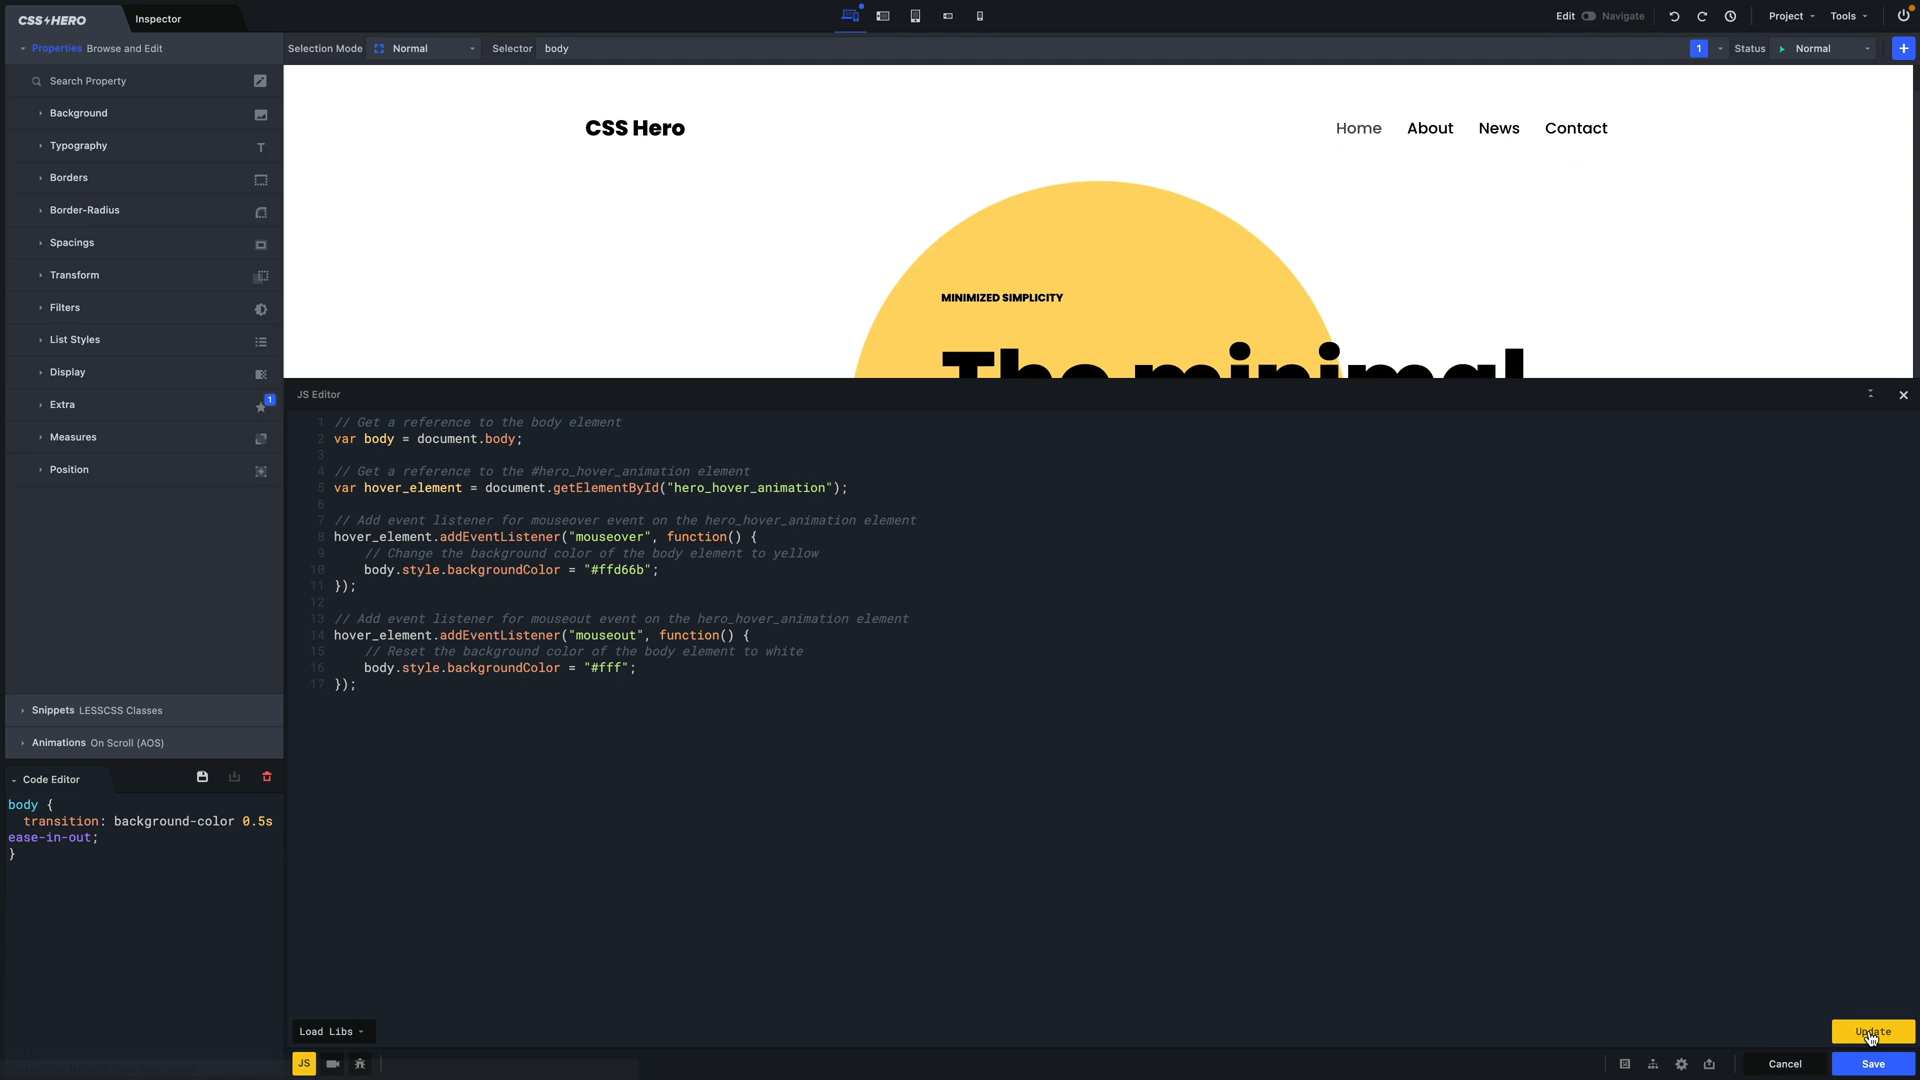 CSS HERO
Inspector
Edit
Navigate
Project
Tools
Properties Browse and Edit
Selection Mode
Normal
Selector
body
1
Status
Normal
+
Search Property
Background
Typography
Borders
Border-Radius
Spacings
Transform
Filters
List Styles
Display
Extra
1
Measures
Position
Snippets LESSCSS Classes
Animations On Scroll (AOS)
Code Editor
body {
transition: background-color 0.5s
ease-in-out;
}
CSS Hero
Home
About
News
Contact
MINIMIZED SIMPLICITY
The minimal
JS Editor
1 // Get a reference to the body element
2 var body = document.body;
3
4 // Get a reference to the #hero_hover_animation element
5 var hover_element = document.getElementById("hero_hover_animation");
6
7 // Add event listener for mouseover event on the hero_hover_animation element
8 hover_element.addEventListener("mouseover", function() {
9 // Change the background color of the body element to yellow
10 body.style.backgroundColor = "#ffd66b";
11 });
12
13 // Add event listener for mouseout event on the hero_hover_animation element
14 hover_element.addEventListener("mouseout", function() {
15 // Reset the background color of the body element to white
16 body.style.backgroundColor = "#fff";
17 });
Load Libs
Update
JS
Cancel
Save